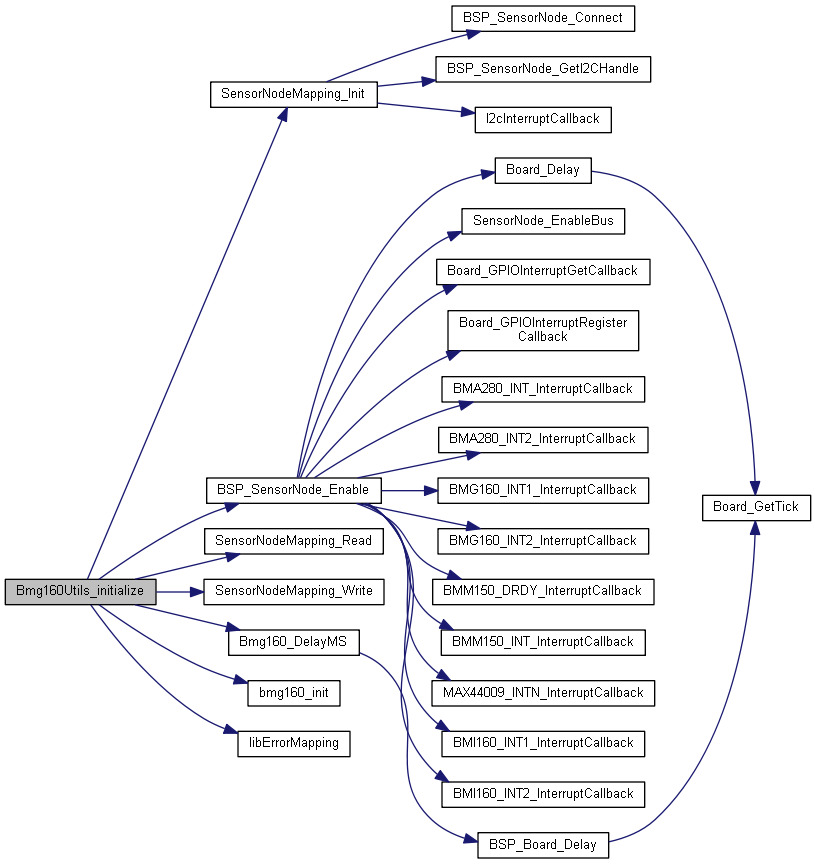 BSP_SensorNode_Connect
BSP_SensorNode_GetI2CHandle
SensorNodeMapping_Init
I2cInterruptCallback
Board_Delay
SensorNode_EnableBus
Board_GPIOInterruptGetCallback
Board_GPIOInterruptRegister
Callback
BMA280_INT_InterruptCallback
BMA280_INT2_InterruptCallback
BSP_SensorNode_Enable
BMG160_INT1_InterruptCallback
Board_GetTick
SensorNodeMapping_Read
BMG160_INT2_InterruptCallback
Bmg160Utils_initialize
SensorNodeMapping_Write
BMM150_DRDY_InterruptCallback
Bmg160_DelayMS
BMM150_INT_InterruptCallback
bmg160_init
MAX44009_INTN_InterruptCallback
libErrorMapping
BMI160_INT1_InterruptCallback
BMI160_INT2_InterruptCallback
BSP_Board_Delay